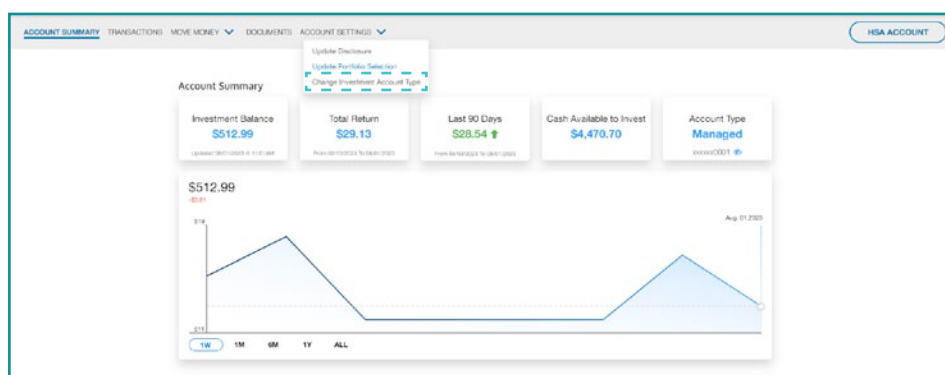 ACCOUNT SUMMARY TRANSACTIONS MOVE MONEY DOCUMENTS ACCOUNT SETTINGS HSA ACCOUNT
Update Disclosure
Update Portfolio Selection
Change Investment Account Type
Account Summary
Investment Balance
$512.99
Total Return
$29.13
Last 90 Days
$28.54
Cash Available to Invest
$4,470.70
Account Type
Managed
xxxxxx0001
$512.99
Aug. 01 2023
1W 1M 6M 1Y ALL